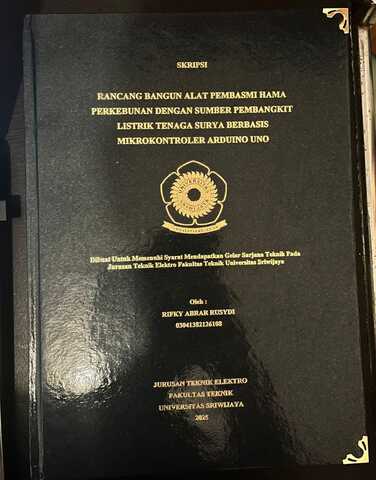 SKRIPSI
RANCANG BANGUN ALAT PEMBASMI HAMA
PERKEBUNAN DENGAN SUMBER PEMBANGKIT
LISTRIK TENAGA SURYA BERBASIS
MIKROKONTROLER ARDUINO UNO
UNIVERSITAS
SRIWIJAYA
Dibuat Untuk Memenuhi Syarat Mendapatkan Gelar Sarjana Teknik Pada
Jurusan Teknik Elektro Fakultas Teknik Universitas Sriwijaya
Oleh :
RIFKY ABRAR RUSYDI
03041382126108
JURUSAN TEKNIK ELEKTRO
FAKULTAS TEKNIK
UNIVERSITAS SRIWIJAYA
2025